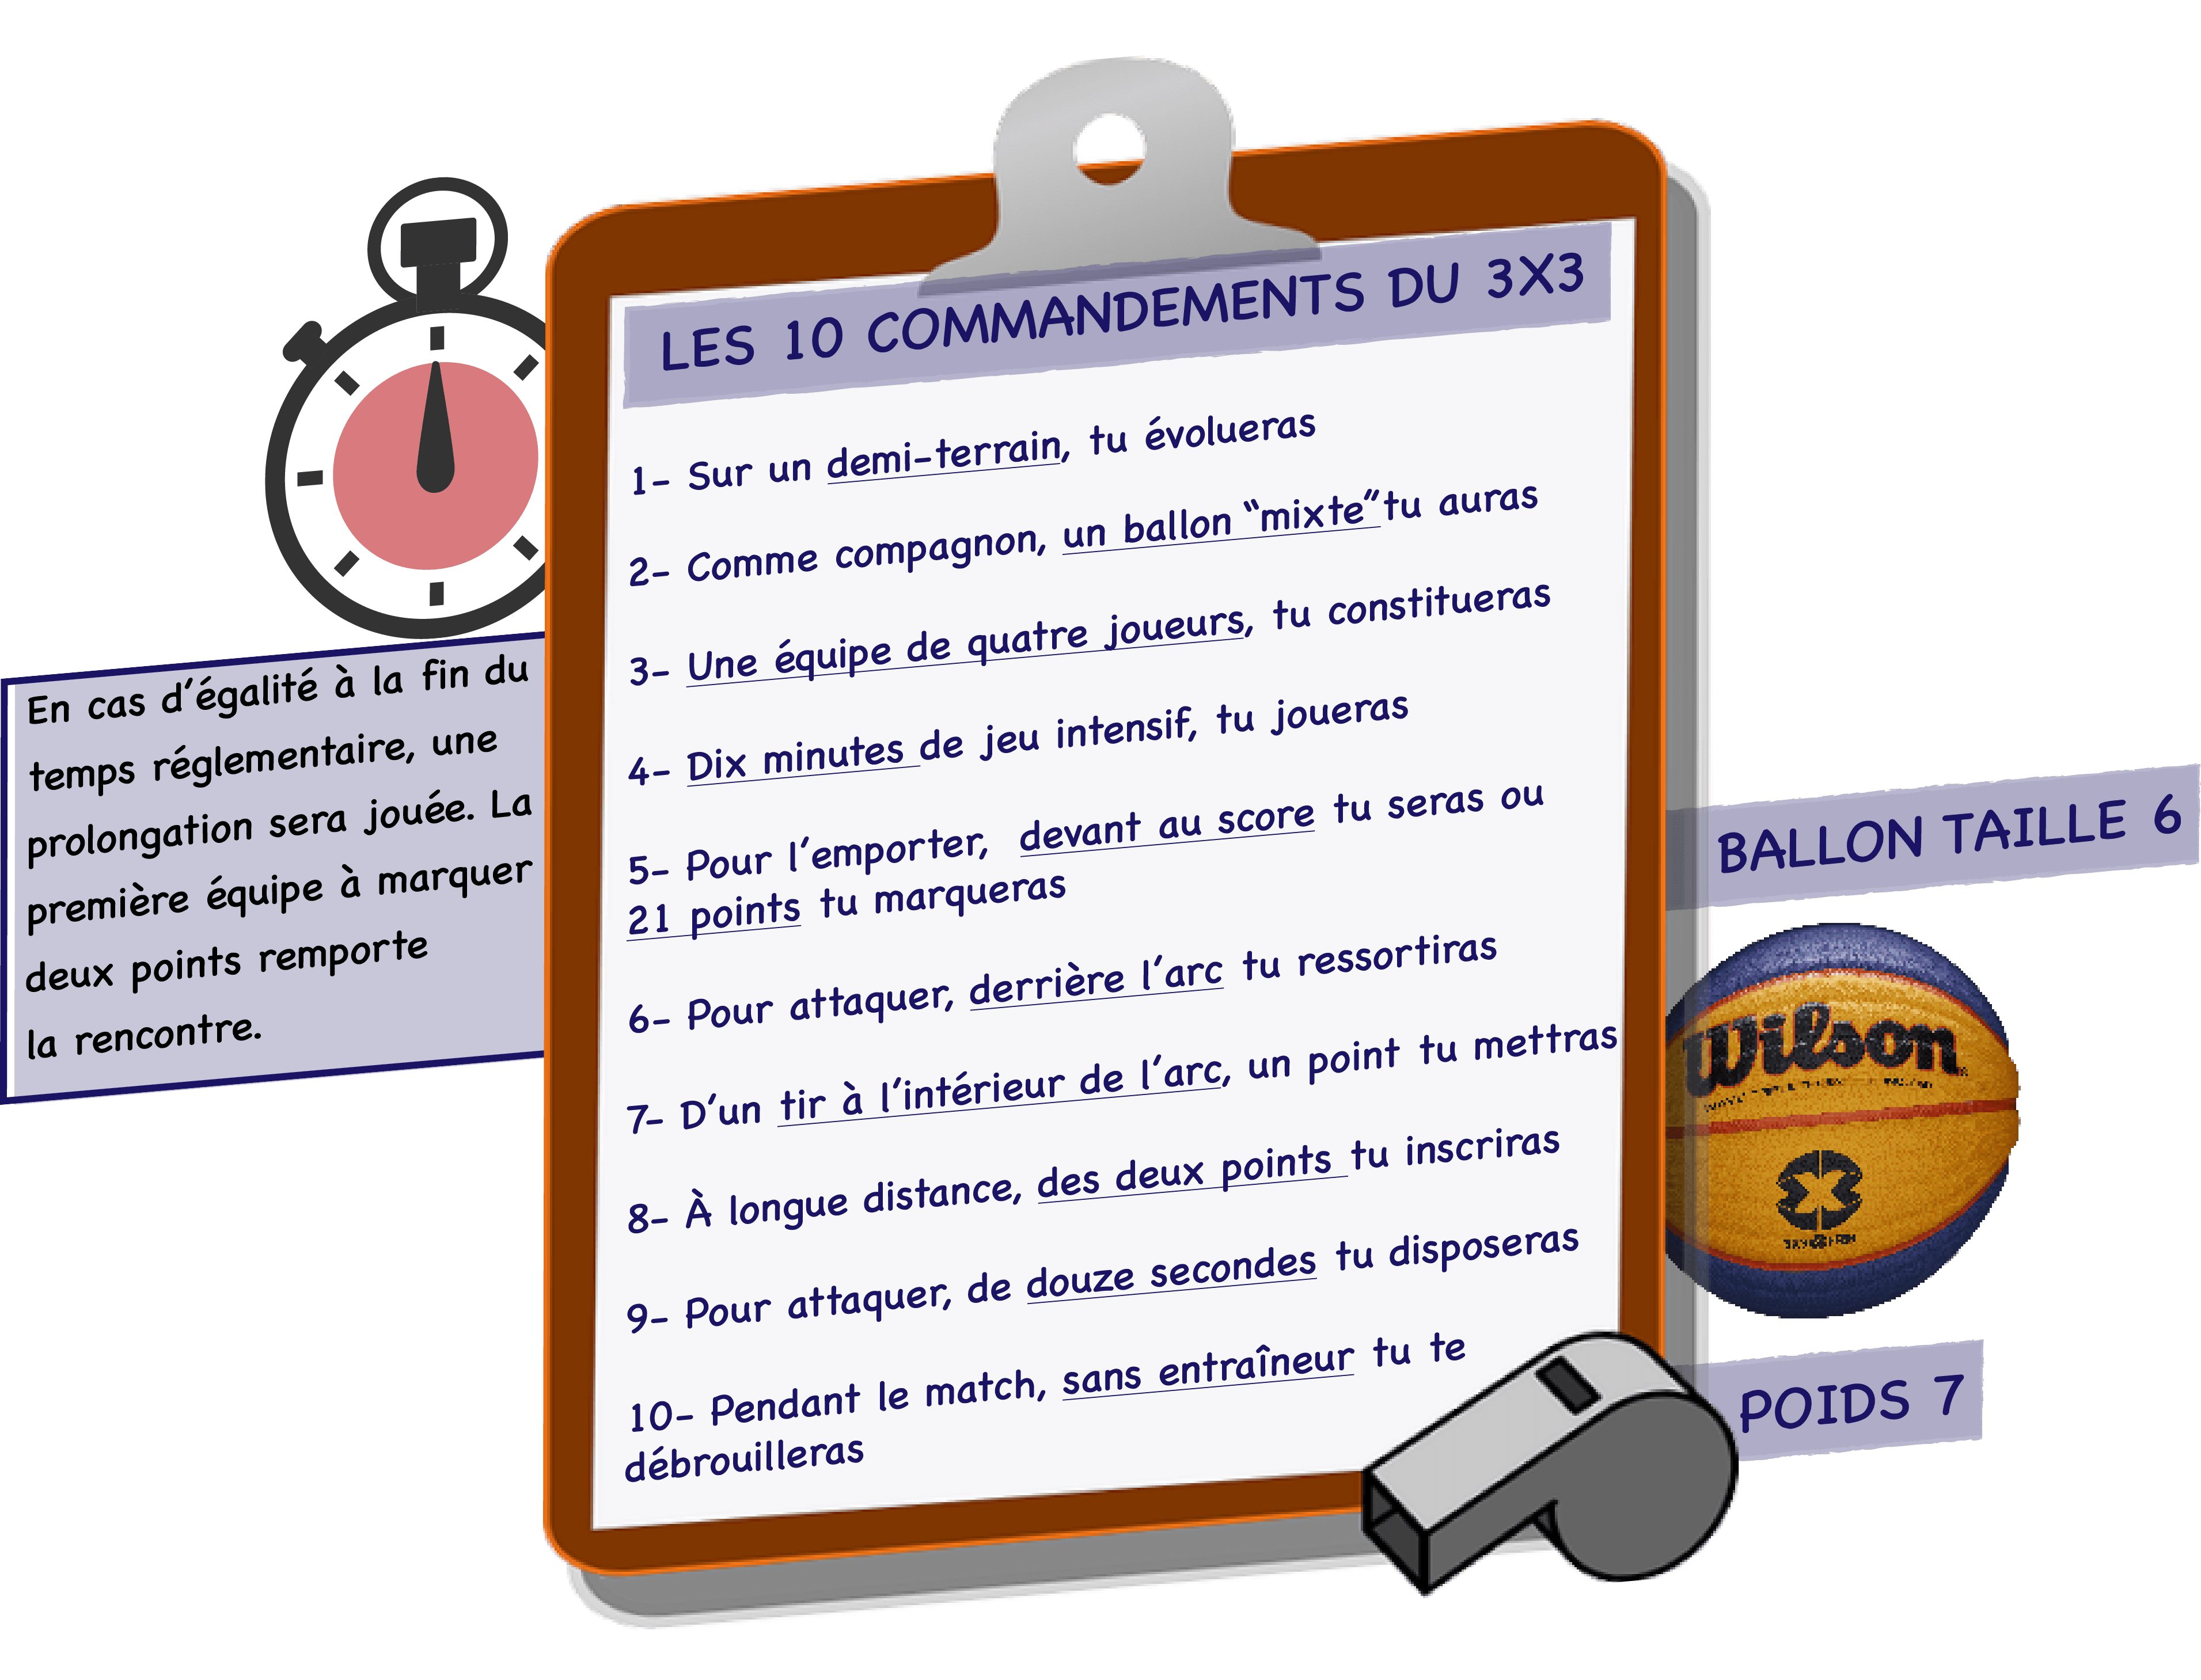 LES 10 COMMANDEMENTS DU 3X3
1- Sur un demi-terrain, tu évolueras
2- Comme compagnon, un ballon “mixte” tu auras
3- Une équipe de quatre joueurs, tu constitueras
4- Dix minutes de jeu intensif, tu joueras
5- Pour l’emporter, devant au score tu seras ou
21 points tu marqueras
6- Pour attaquer, derrière l’arc tu ressortiras
7- D’un tir à l’intérieur de l’arc, un point tu mettras
8- À longue distance, des deux points tu inscriras
9- Pour attaquer, de douze secondes tu disposeras
10- Pendant le match, sans entraîneur tu te
débrouilleras
En cas d’égalité à la fin du
temps réglementaire, une
prolongation sera jouée. La
première équipe à marquer
deux points remporte
la rencontre.
BALLON TAILLE 6
Wilson
POIDS 7